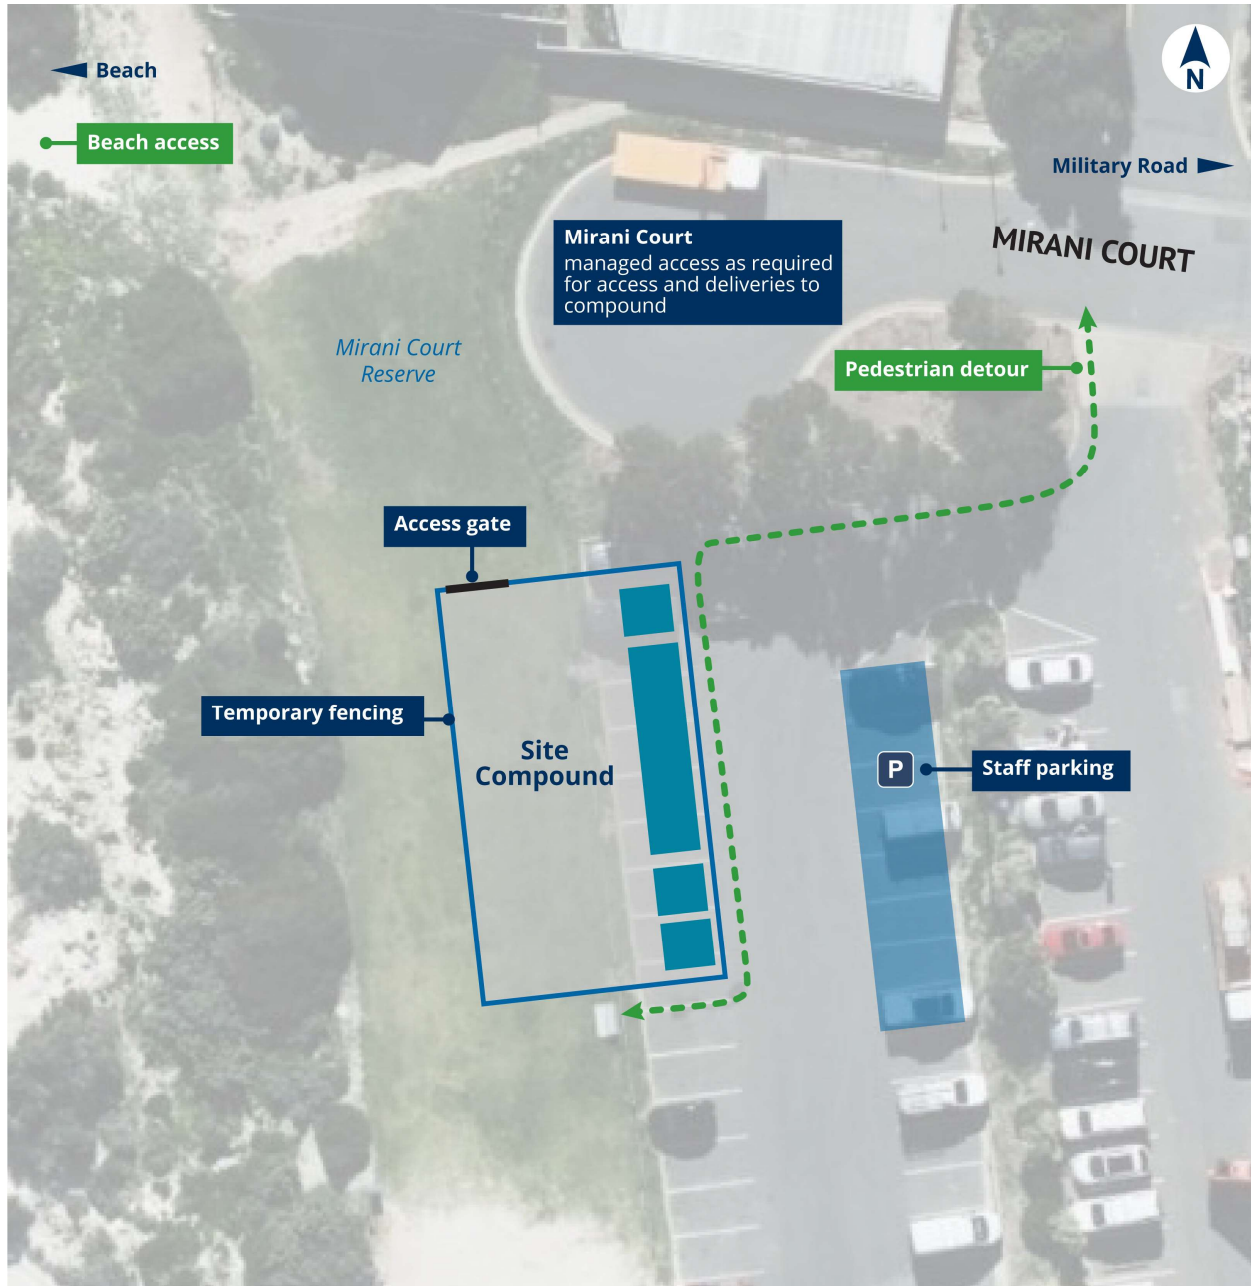 Beach
N
Beach access
Military Road
Mirani Court
managed access as required
for access and deliveries to
compound
MIRANI COURT
Mirani Court
Reserve
Pedestrian detour
Access gate
Temporary fencing
Site
Compound
P
Staff parking